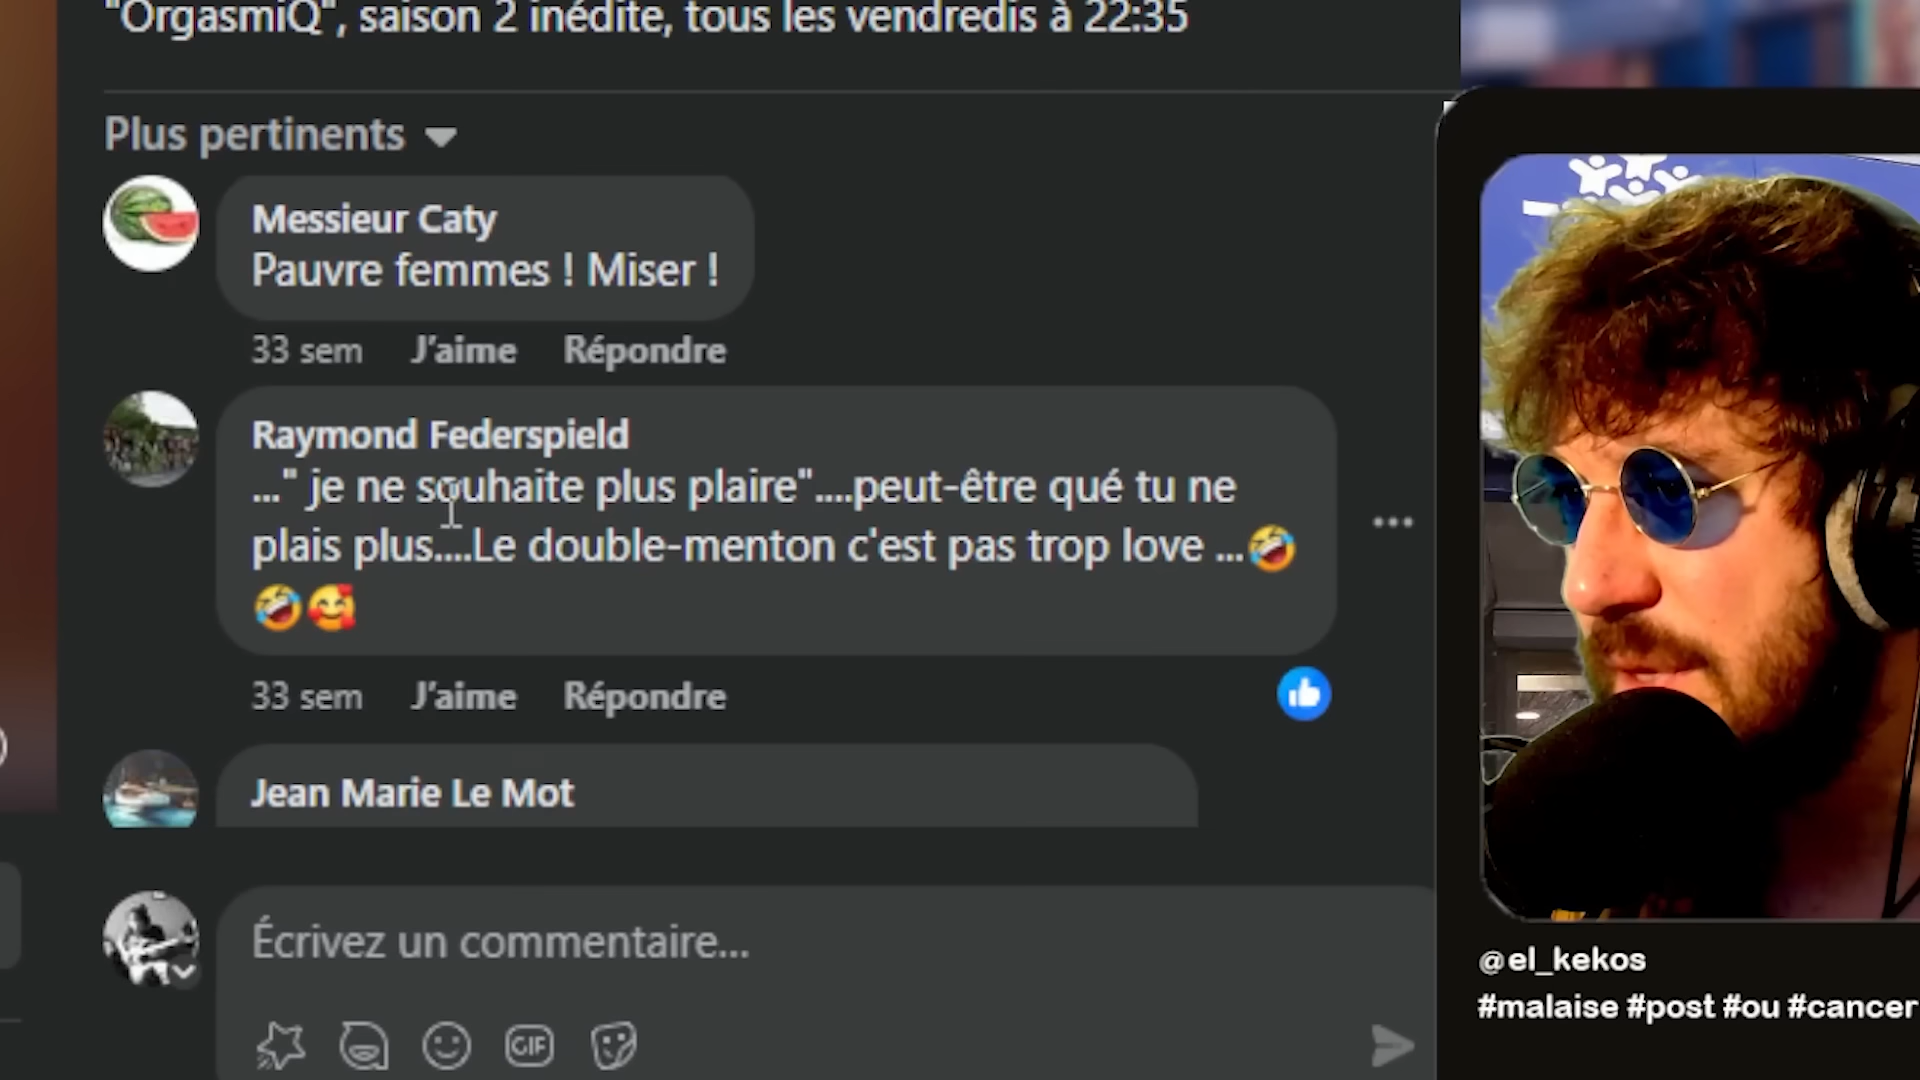 "OrgasmiQ", saison 2 inédite, tous les vendredis à 22:35
Plus pertinents
Messieur Caty
Pauvre femmes ! Miser !
33 sem J'aime Répondre
Raymond Federspield
..." je ne souhaite plus plaire"....peut-être qué tu ne
plais plus....Le double-menton c'est pas trop love ...🤣
🤣🥰
33 sem J'aime Répondre
Jean Marie Le Mot
Écrivez un commentaire...
GIF
@el_kekos
#malaise #post #ou #cancer